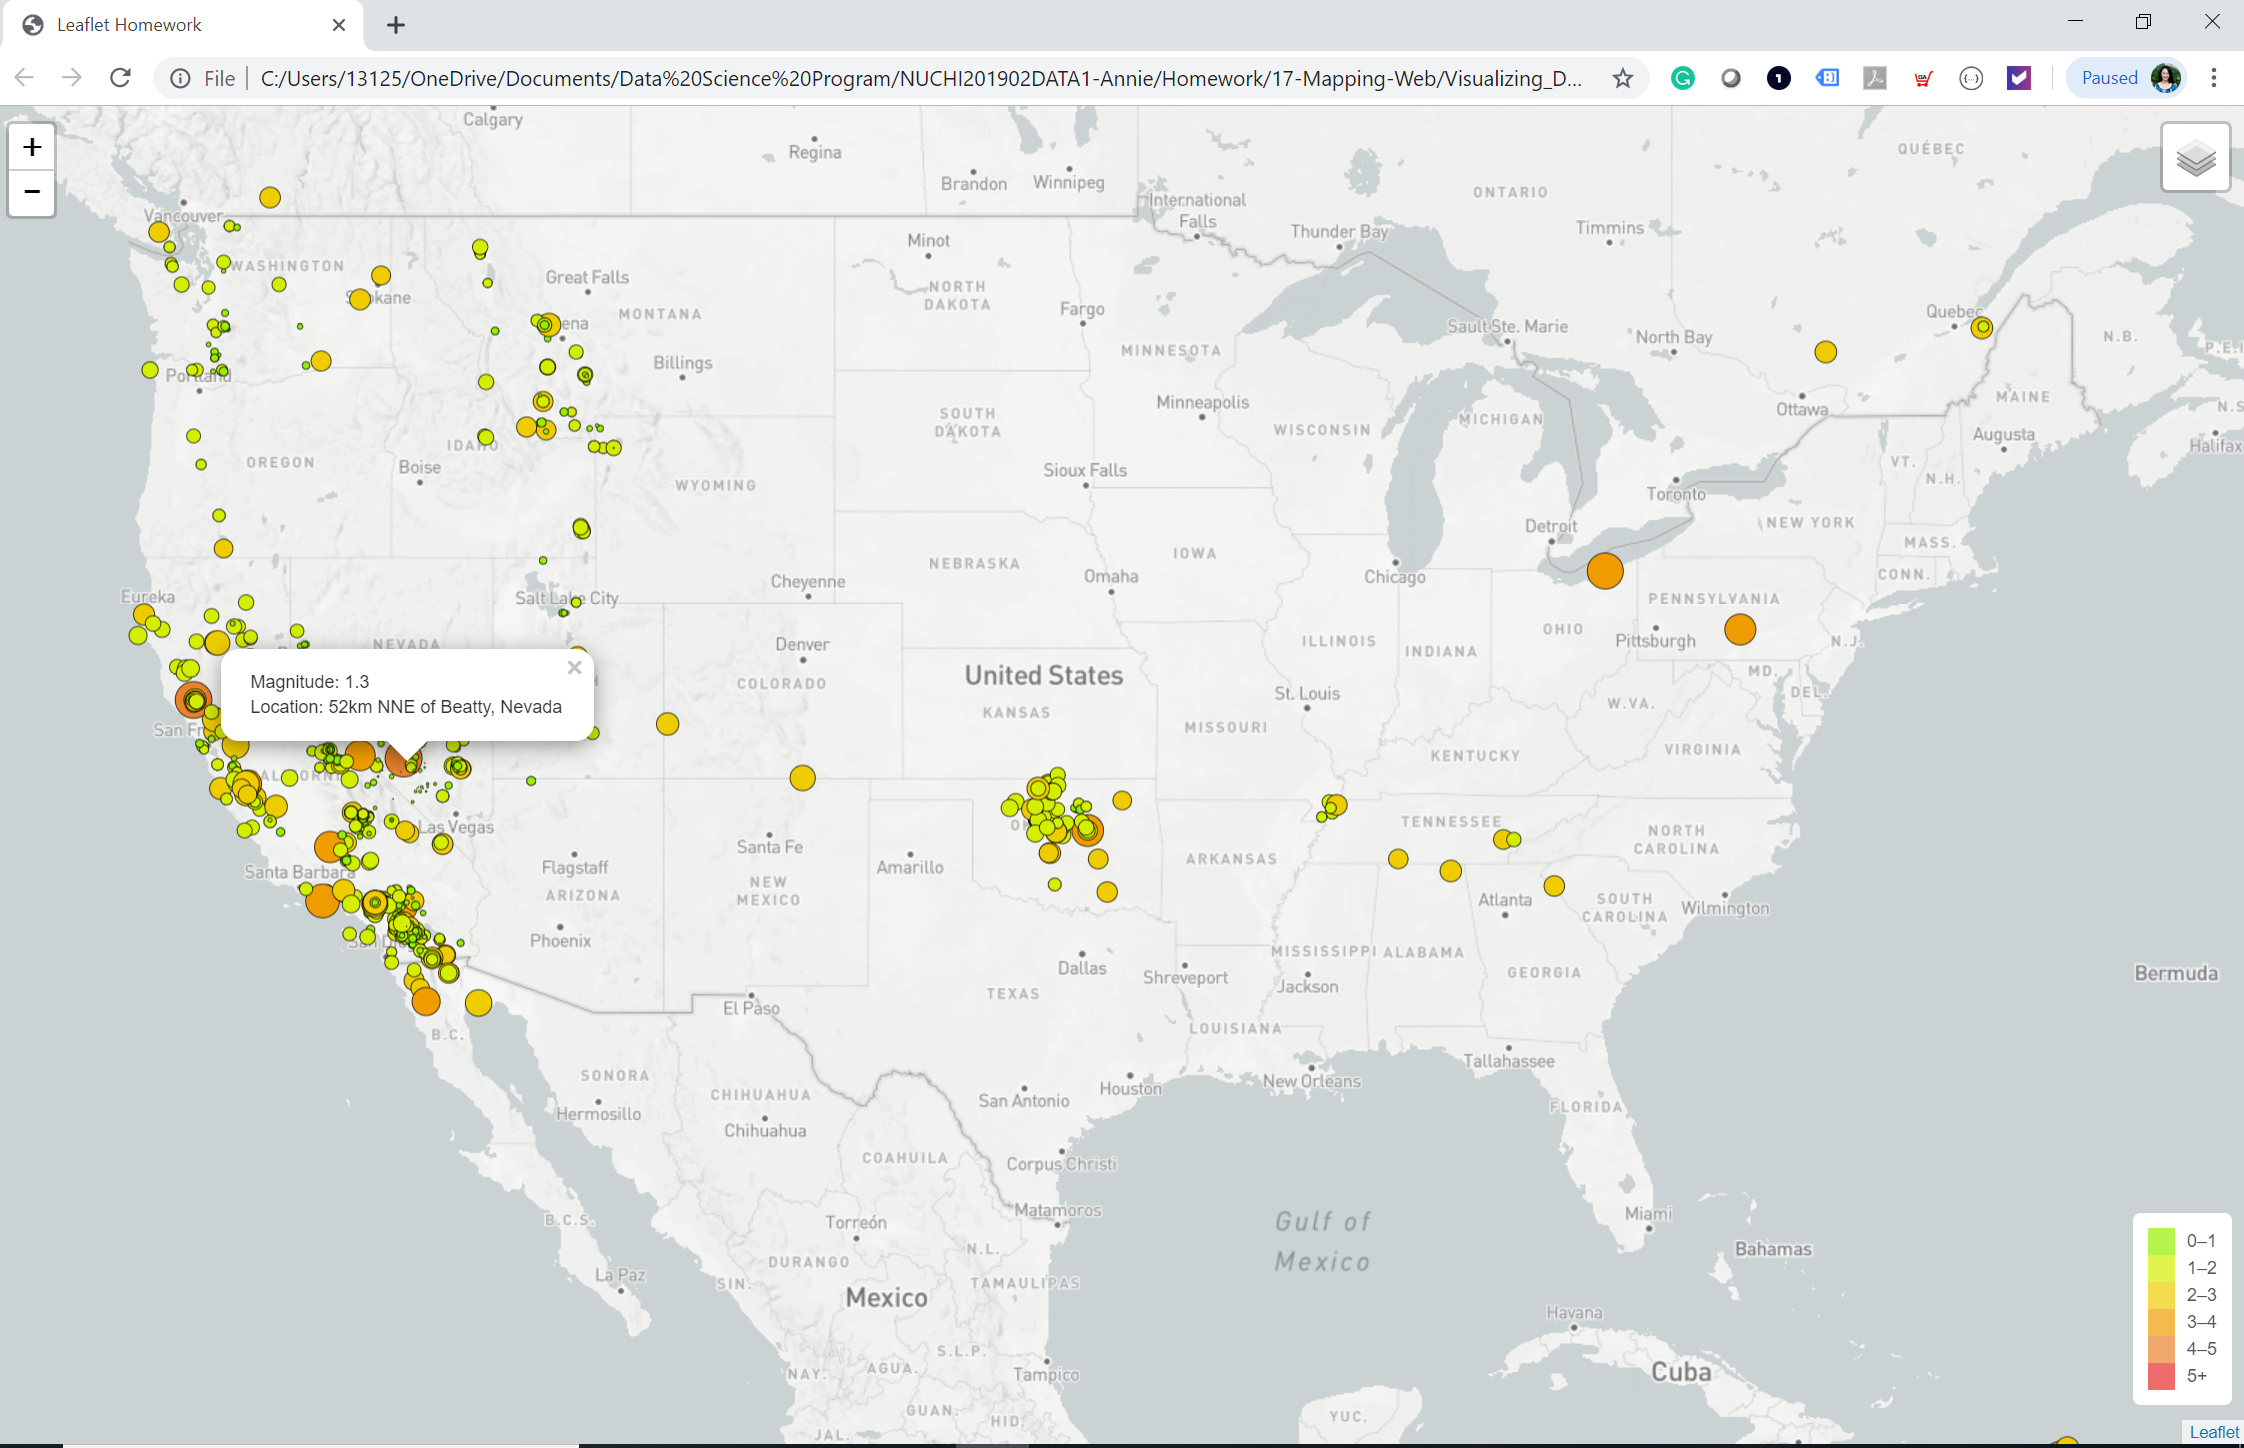 Leaflet Homework
File
C:/Users/13125/OneDrive/Documents/Data%20Science%20Program/NUCHI201902DATA1-Annie/Homework/17-Mapping-Web/Visualizing_D...
Paused
+
−
Calgary
Regina
Brandon
Winnipeg
QUÉBEC
ONTARIO
International
Falls
Vancouver
Thunder Bay
Timmins
Minot
WASHINGTON
Great Falls
NORTH
DAKOTA
Spokane
MONTANA
Fargo
Sault Ste. Marie
North Bay
Quebec
N.B.
P.E.I
MINNESOTA
Billings
Portland
MAINE
Minneapolis
SOUTH
DAKOTA
WISCONSIN
MICHIGAN
Ottawa
N.S
Augusta
Halifax
IDAHO
OREGON
Boise
Sioux Falls
VT.
N.H.
WYOMING
Toronto
Detroit
NEW YORK
MASS.
IOWA
NEBRASKA
Omaha
Chicago
CONN.
Cheyenne
Eureka
Salt Lake City
PENNSYLVANIA
OHIO
Pittsburgh
N.J.
NEVADA
Denver
ILLINOIS
INDIANA
United States
MD.
DEL.
COLORADO
St. Louis
W.VA.
Magnitude: 1.3
Location: 52km NNE of Beatty, Nevada
KANSAS
MISSOURI
San Fr
KENTUCKY
VIRGINIA
CALIFORNI
Las Vegas
TENNESSEE
NORTH
CAROLINA
Santa Fe
Flagstaff
Amarillo
ARKANSAS
Santa Barbara
ARIZONA
NEW
MEXICO
Atlanta
SOUTH
CAROLINA
Wilmington
Phoenix
San Di
MISSISSIPPI
ALABAMA
Dallas
Shreveport
GEORGIA
Bermuda
Jackson
TEXAS
El Paso
LOUISIANA
B.C.
Tallahassee
SONORA
Houston
New Orleans
CHIHUAHUA
San Antonio
Hermosillo
FLORIDA
Chihuahua
COAHUILA
Corpus Christi
Matamoros
Miami
B.C.S.
Torreón
Gulf of
Mexico
N.L.
Bahamas
DURANGO
La Paz
SIN.
TAMAULIPAS
Mexico
Havana
S.L.P.
NAY.
AGUA.
Tampico
Cuba
GUAN.
HID.
YUC.
JAL.
0–1
1–2
2–3
3–4
4–5
5+
Leaflet